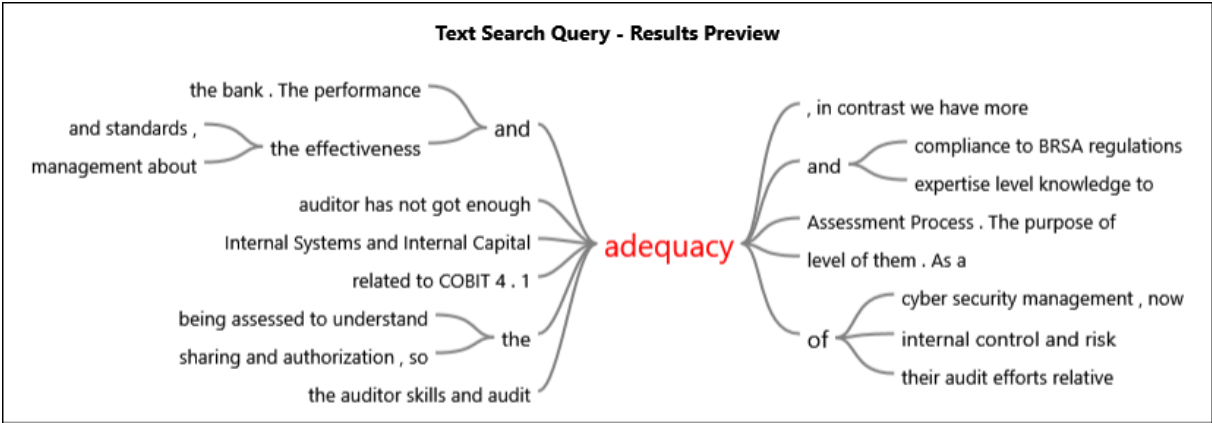 Text Search Query - Results Preview
the bank . The performance
and standards ,
management about
the effectiveness
and
auditor has not got enough
Internal Systems and Internal Capital
related to COBIT 4 . 1
being assessed to understand
sharing and authorization , so
the
the auditor skills and audit
adequacy
, in contrast we have more
and
compliance to BRSA regulations
expertise level knowledge to
Assessment Process . The purpose of
level of them . As a
of
cyber security management , now
internal control and risk
their audit efforts relative